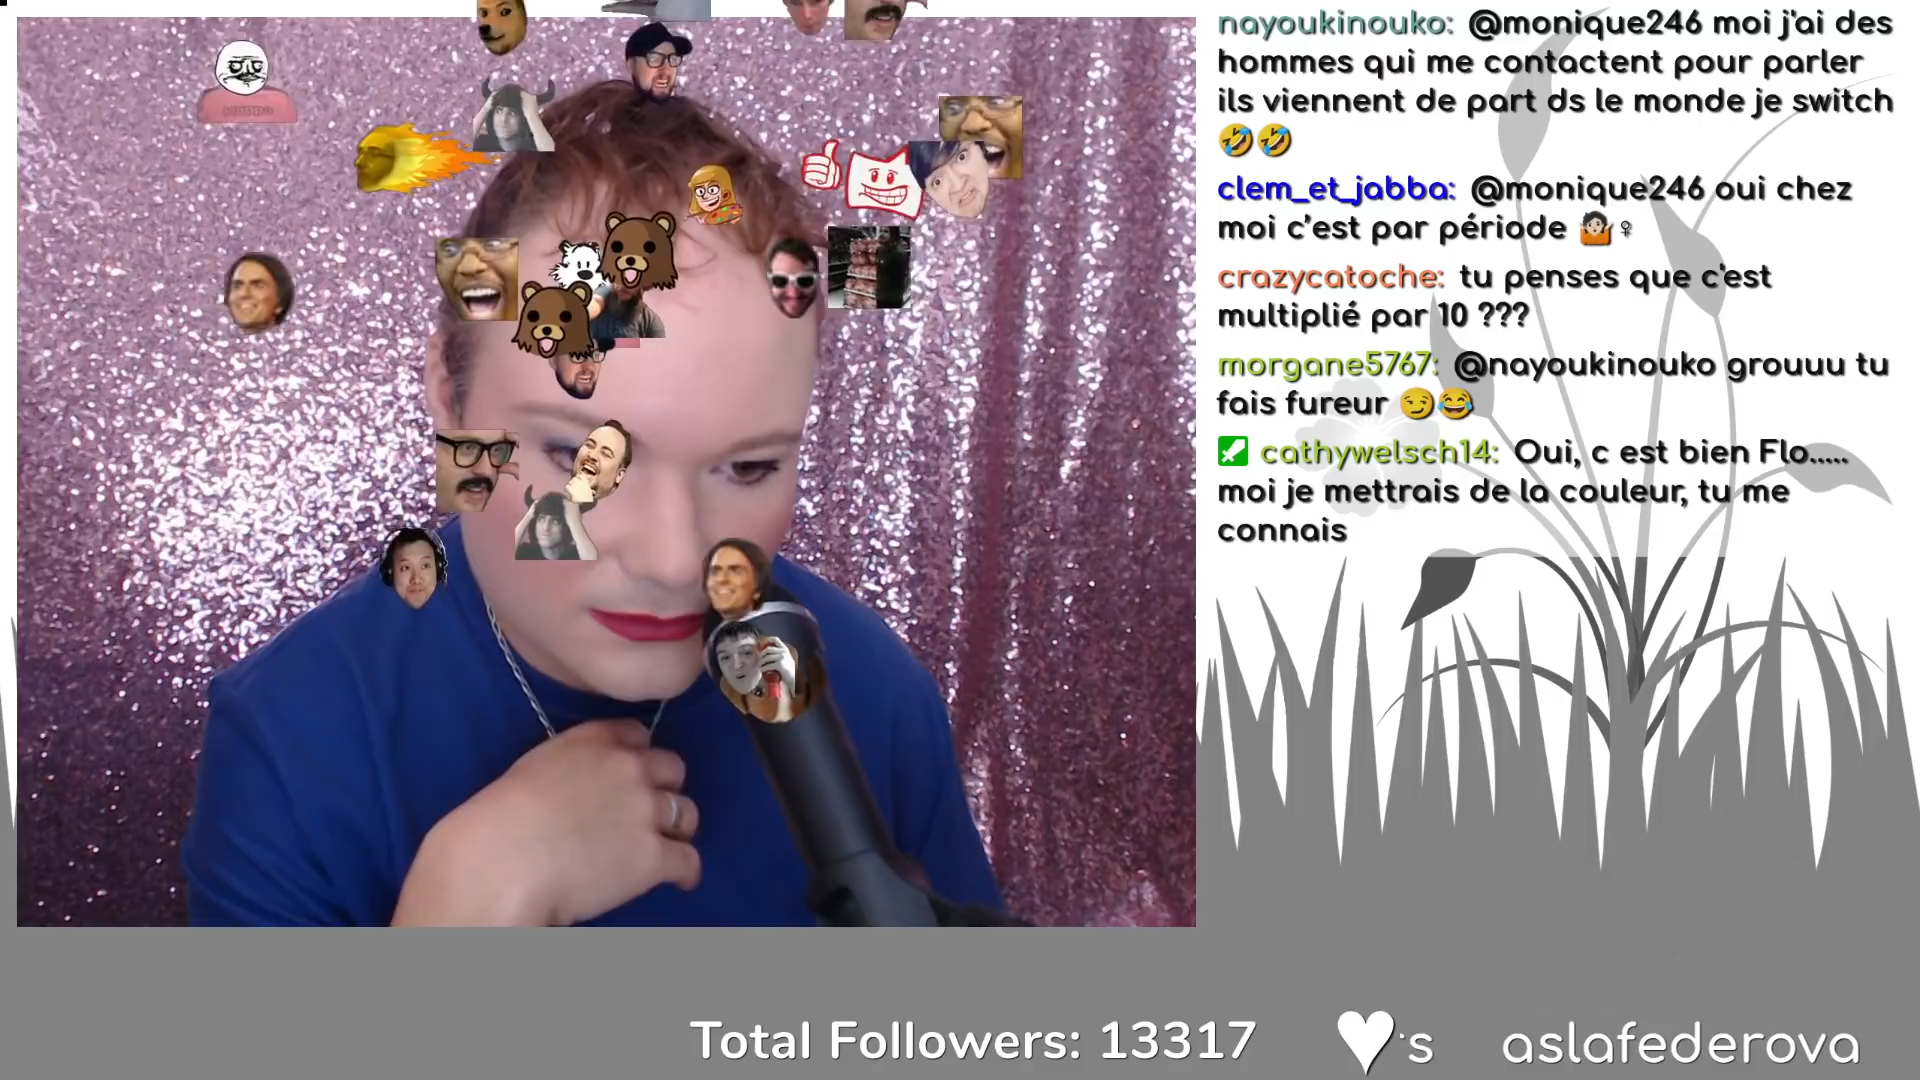 nayoukinouko: @monique246 moi j'ai des
hommes qui me contactent pour parler
ils viennent de part ds le monde je switch
🤣🤣
clem_et_jabba: @monique246 oui chez
moi c'est par période 🤷🏻♀
crazycatoche: tu penses que c'est
multiplié par 10 ???
morgane5767: @nayoukinouko grouuu tu
fais fureur 😏😂
cathywelsch14: Oui, c est bien Flo.....
moi je mettrais de la couleur, tu me
connais
Total Followers: 13317
aslafederova